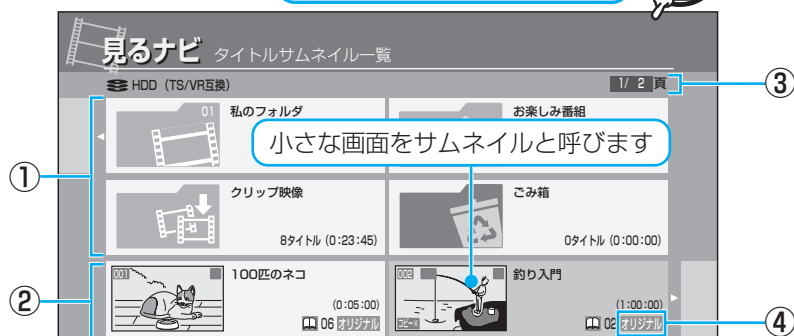 見るナビ タイトルサムネイル一覧
HDD（TS/VR互換）
1/ 2 頁
③
01 私のフォルダ
お楽しみ番組
小さな画面をサムネイルと呼びます
①
クリップ映像
ごみ箱
8タイトル（0:23:45）
0タイトル（0:00:00）
001 100匹のネコ
002 釣り入門
②
（0:05:00）
（1:00:00）
06 オリジナル
コピー×
02 オリジナル
④